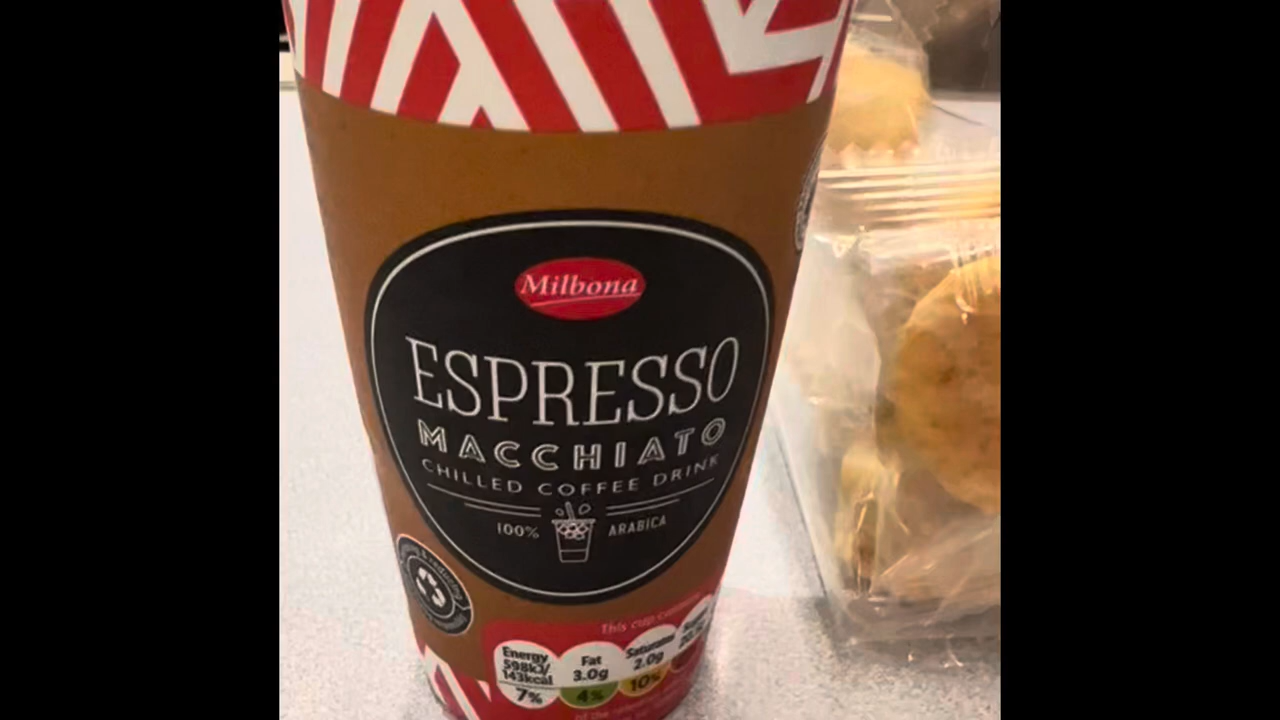 Milbona
ESPRESSO
MACCHIATO
CHILLED COFFEE DRINK
100% ARABICA
This cup
Energy
598kJ/
143kcal
7%
Fat
3.0g
4%
Saturates
2.0g
10%